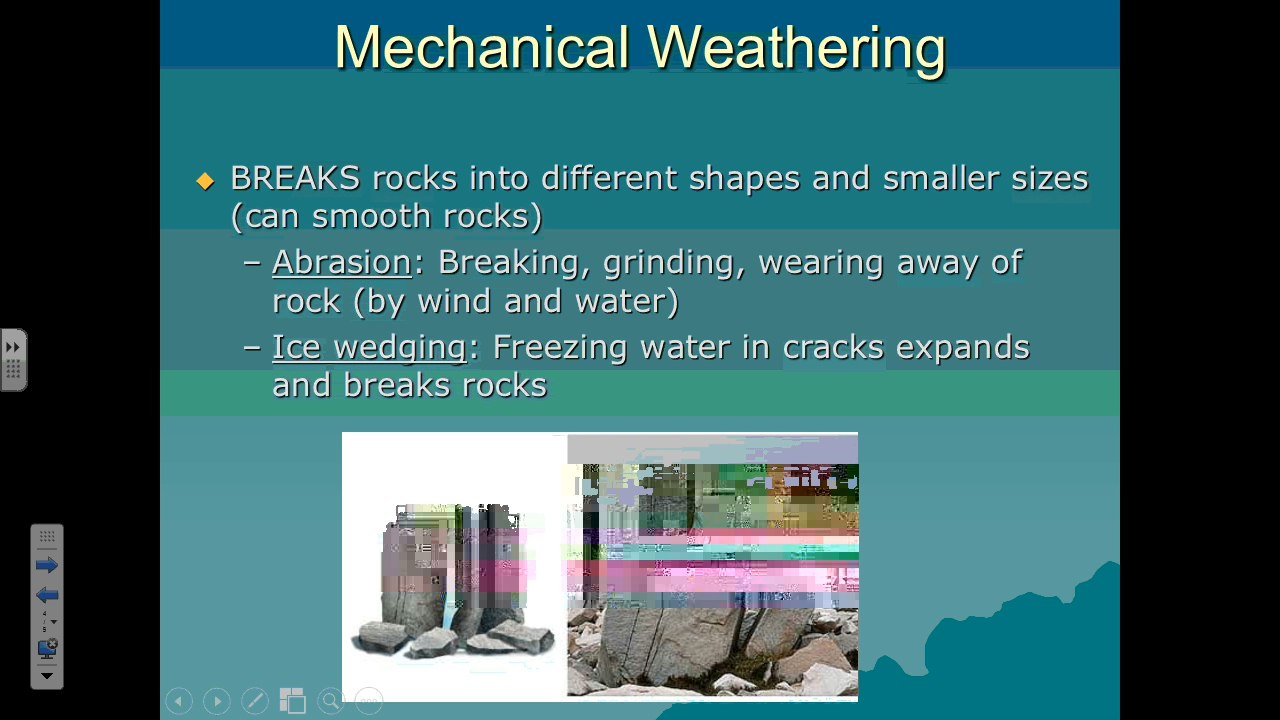 Mechanical Weathering
BREAKS rocks into different shapes and smaller sizes
(can smooth rocks)
– Abrasion: Breaking, grinding, wearing away of
rock (by wind and water)
– Ice wedging: Freezing water in cracks expands
and breaks rocks